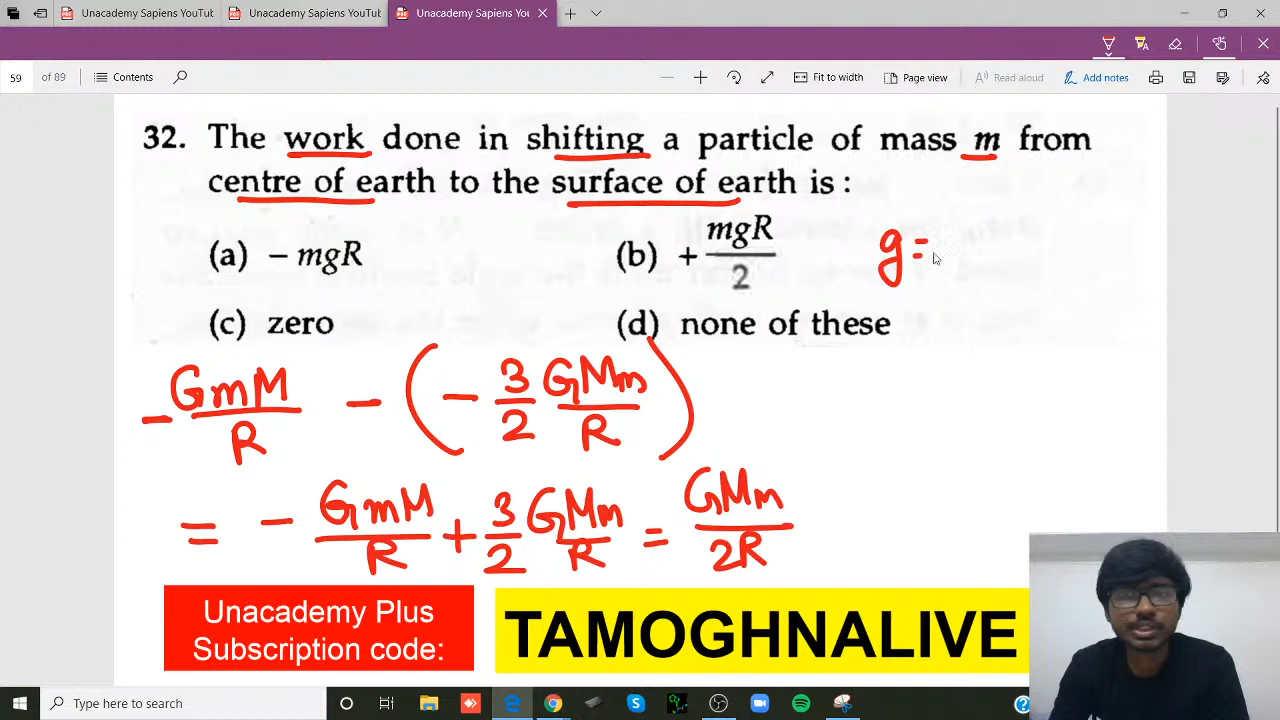 Unacademy Sapiens Yo
Unacademy Sapiens Yo
Unacademy Sapiens You
59 of 89 Contents Fit to width Page view Read aloud Add notes
32. The work done in shifting a particle of mass m from
centre of earth to the surface of earth is :
(a) – mgR (b) + mgR/2
g=
(c) zero (d) none of these
-GmM/R - (-3/2 GMm/R)
= - GmM/R + 3/2 GMm/R = GMm/2R
Unacademy Plus
Subscription code:
TAMOGHNALIVE
Type here to search